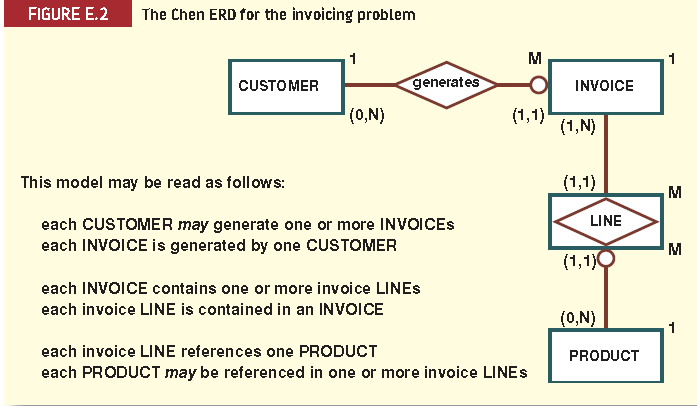 FIGURE E.2 The Chen ERD for the invoicing problem
1 M 1
CUSTOMER generates INVOICE
(0,N) (1,1) (1,N)
This model may be read as follows:
(1,1) M
each CUSTOMER may generate one or more INVOICEs
LINE
each INVOICE is generated by one CUSTOMER
(1,1) M
each INVOICE contains one or more invoice LINEs
each invoice LINE is contained in an INVOICE
(0,N) 1
each invoice LINE references one PRODUCT
PRODUCT
each PRODUCT may be referenced in one or more invoice LINEs